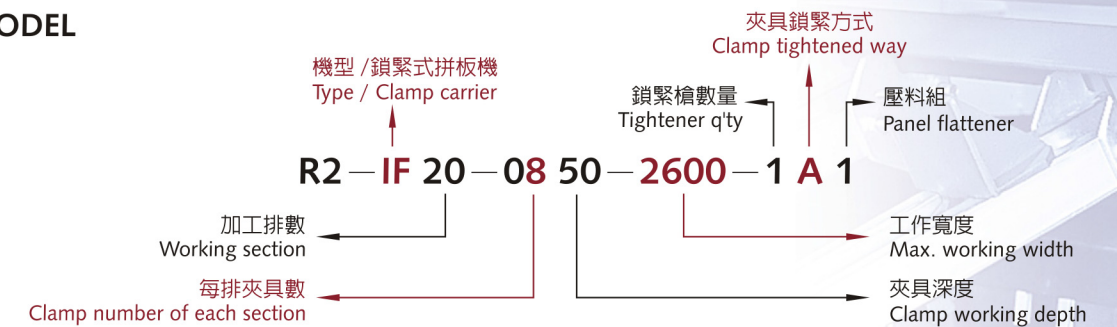 ODEL
夾具鎖緊方式
Clamp tightened way
機型 /鎖緊式拼板機
Type / Clamp carrier
鎖緊槍數量
Tightener q'ty
壓料組
Panel flattener
R2 — IF 20 — 08 50 — 2600 — 1 A 1
加工排數
Working section
工作寬度
Max. working width
每排夾具數
Clamp number of each section
夾具深度
Clamp working depth